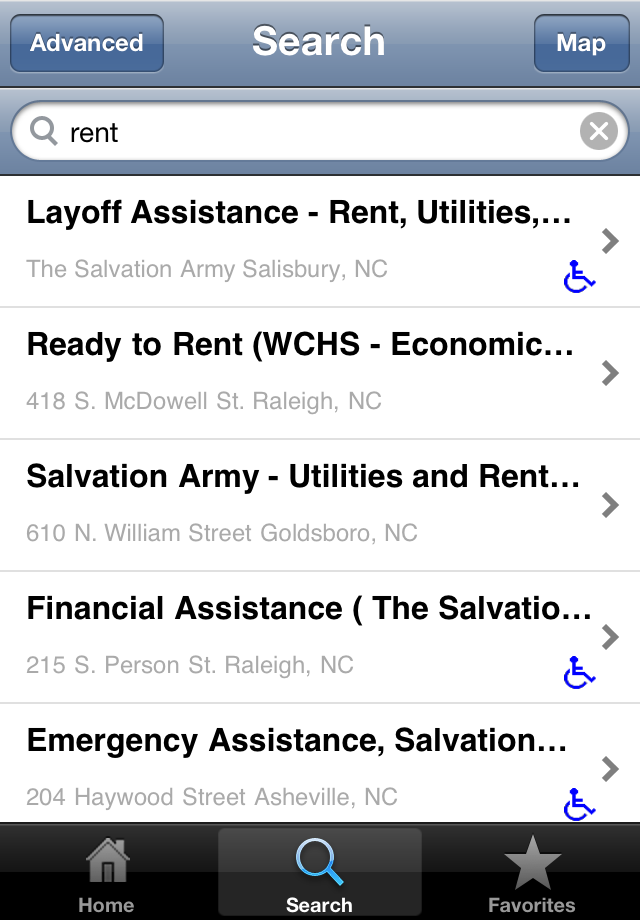 Advanced
Search
Map
rent
Layoff Assistance - Rent, Utilities,...
The Salvation Army Salisbury, NC
Ready to Rent (WCHS - Economic...
418 S. McDowell St. Raleigh, NC
Salvation Army - Utilities and Rent...
610 N. William Street Goldsboro, NC
Financial Assistance ( The Salvatio...
215 S. Person St. Raleigh, NC
Emergency Assistance, Salvation...
204 Haywood Street Asheville, NC
Home
Search
Favorites